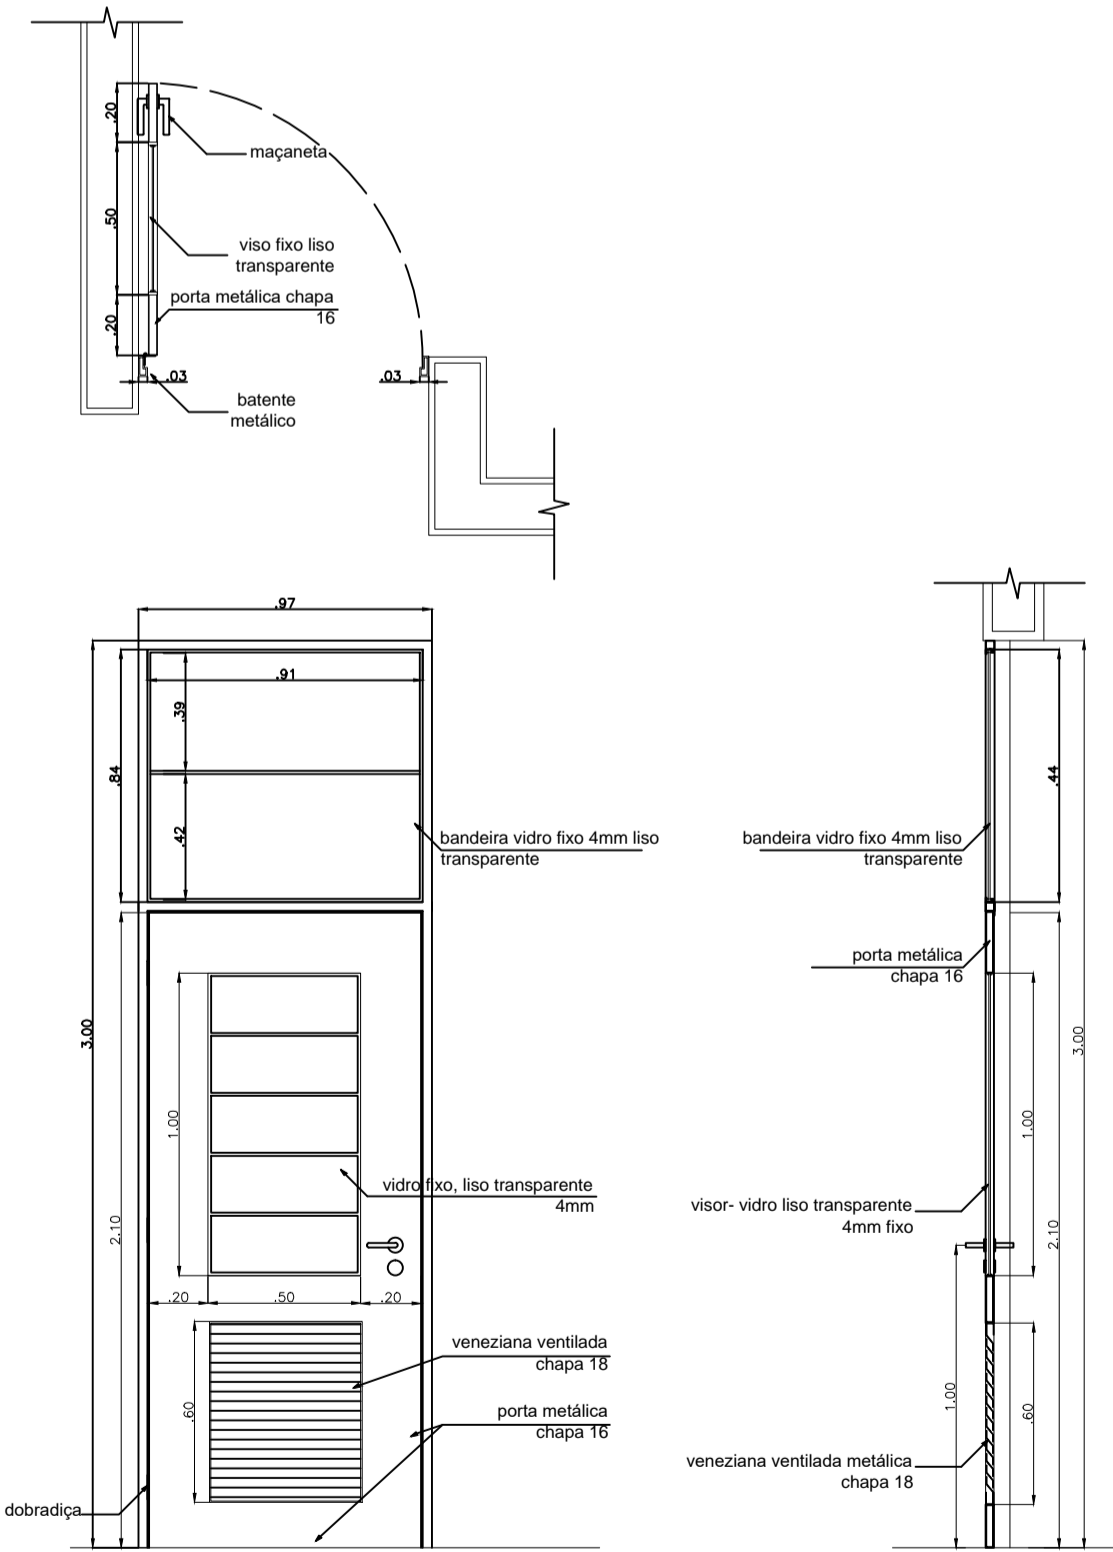 .20
maçaneta
.50
viso fixo liso
transparente
porta metálica chapa
16
.20
.03
.03
batente
metálico
.97
.91
.39
.84
.42
bandeira vidro fixo 4mm liso
transparente
3.00
1.00
vidro fixo, liso transparente
4mm
2.10
.20
.50
.20
veneziana ventilada
chapa 18
.60
porta metálica
chapa 16
dobradiça
.44
bandeira vidro fixo 4mm liso
transparente
porta metálica
chapa 16
3.00
1.00
visor- vidro liso transparente
4mm fixo
2.10
1.00
.60
veneziana ventilada metálica
chapa 18